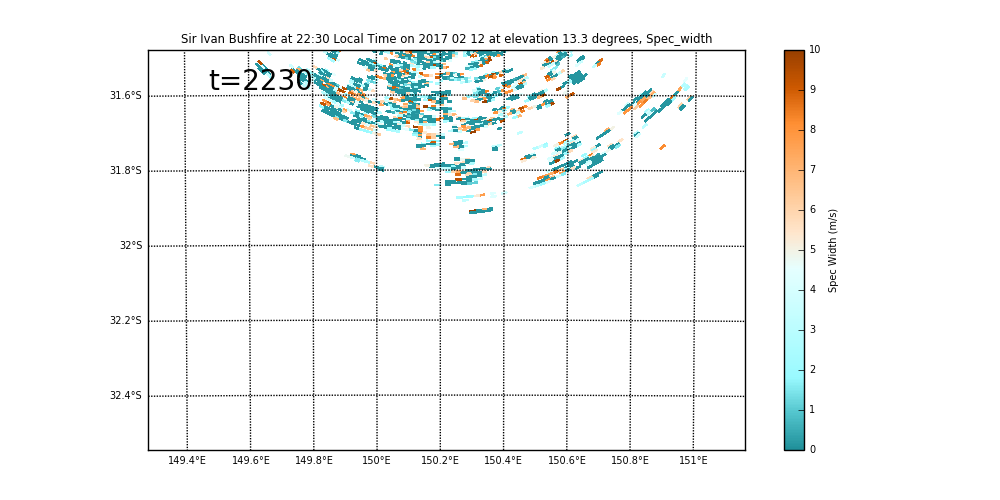 Sir Ivan Bushfire at 22:30 Local Time on 2017 02 12 at elevation 13.3 degrees, Spec_width
t=2230
31.6°S
31.8°S
32°S
32.2°S
32.4°S
149.4°E 149.6°E 149.8°E 150°E 150.2°E 150.4°E 150.6°E 150.8°E 151°E
10
9
8
7
6
5
4
3
2
1
0
Spec Width (m/s)